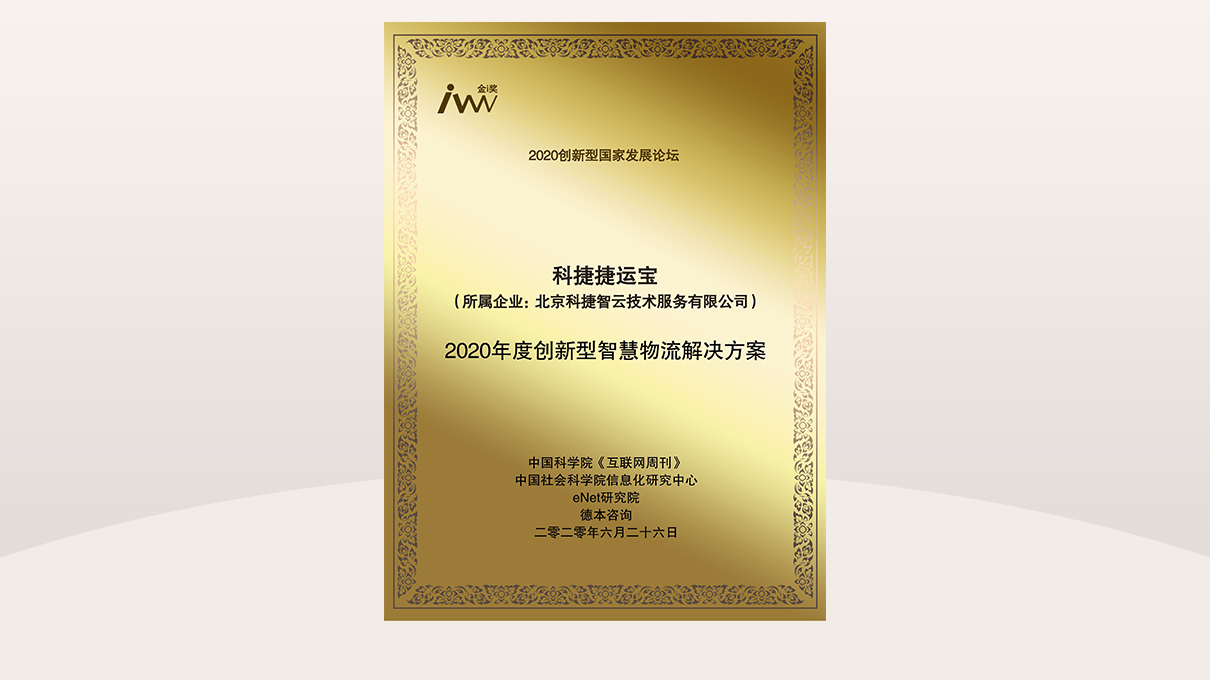 金i奖
iww
2020创新型国家发展论坛
科捷捷运宝
（所属企业：北京科捷智云技术服务有限公司）
2020年度创新型智慧物流解决方案
中国科学院《互联网周刊》
中国社会科学院信息化研究中心
eNet研究院
德本咨询
二零二零年六月二十六日